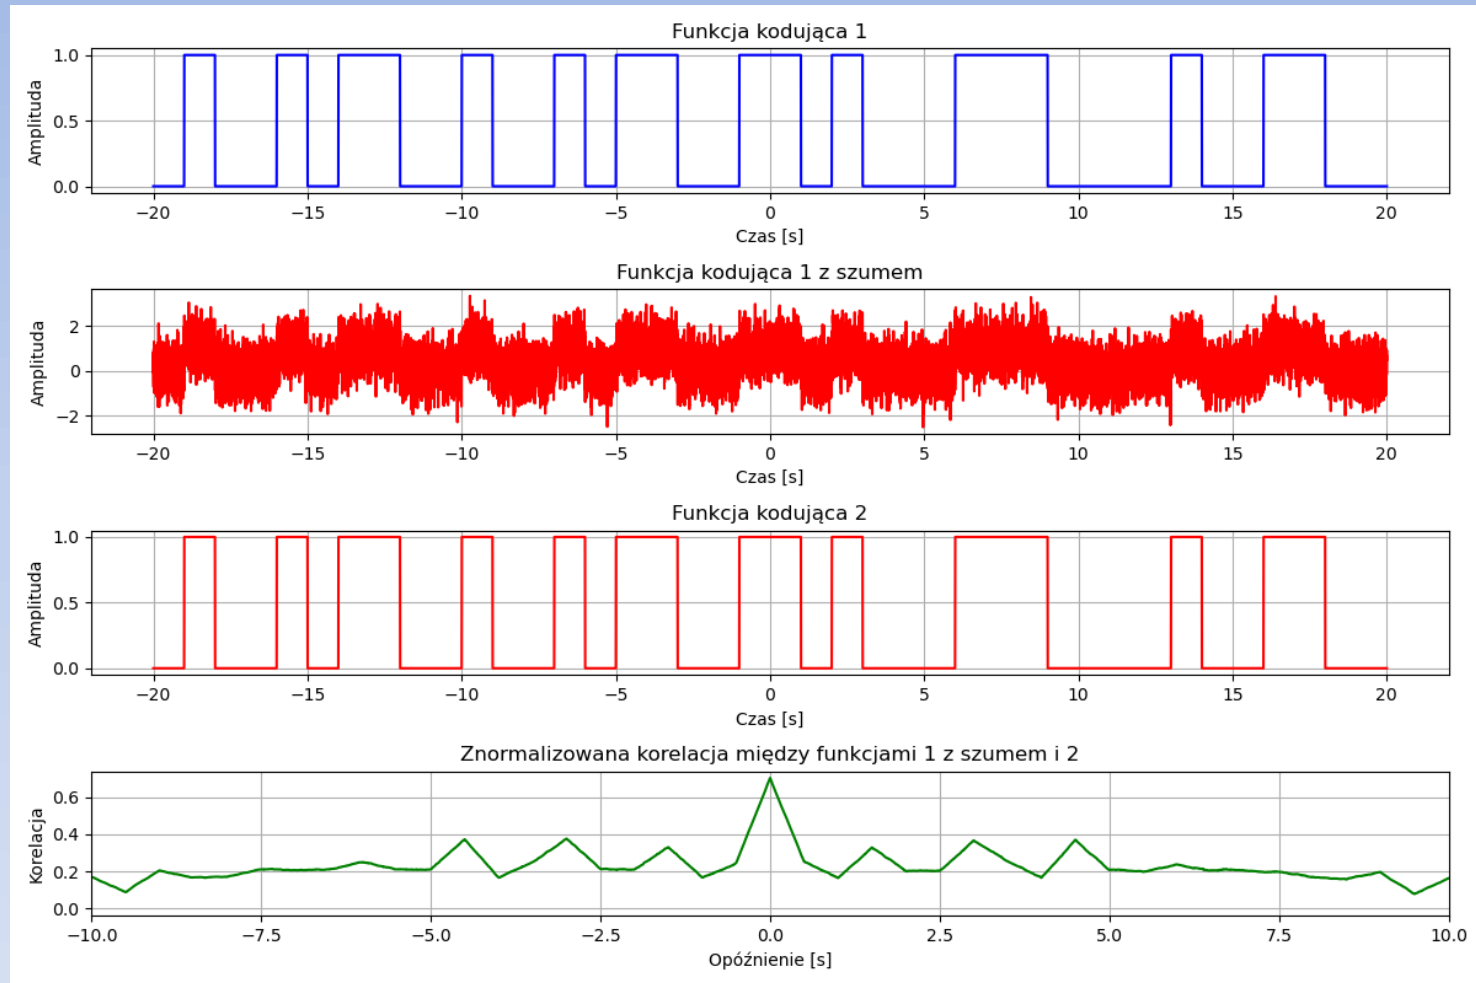 Funkcja kodująca 1
Amplituda
1.0
0.5
0.0
−20 −15 −10 −5 0 5 10 15 20
Czas [s]
Funkcja kodująca 1 z szumem
Amplituda
2
0
−2
−20 −15 −10 −5 0 5 10 15 20
Czas [s]
Funkcja kodująca 2
Amplituda
1.0
0.5
0.0
−20 −15 −10 −5 0 5 10 15 20
Czas [s]
Znormalizowana korelacja między funkcjami 1 z szumem i 2
Korelacja
0.6
0.4
0.2
0.0
−10.0 −7.5 −5.0 −2.5 0.0 2.5 5.0 7.5 10.0
Opóźnienie [s]